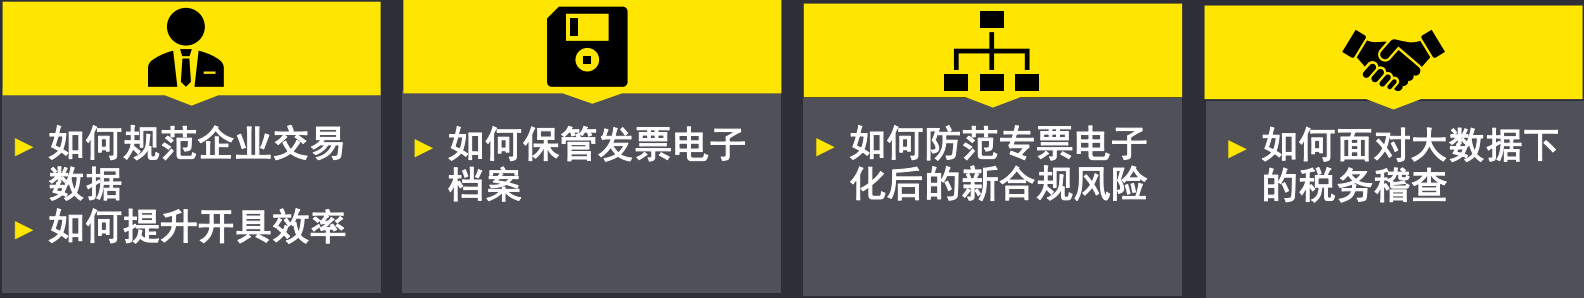 如何规范企业交易
数据
如何提升开具效率
如何保管发票电子
档案
如何防范专票电子
化后的新合规风险
如何面对大数据下
的税务稽查